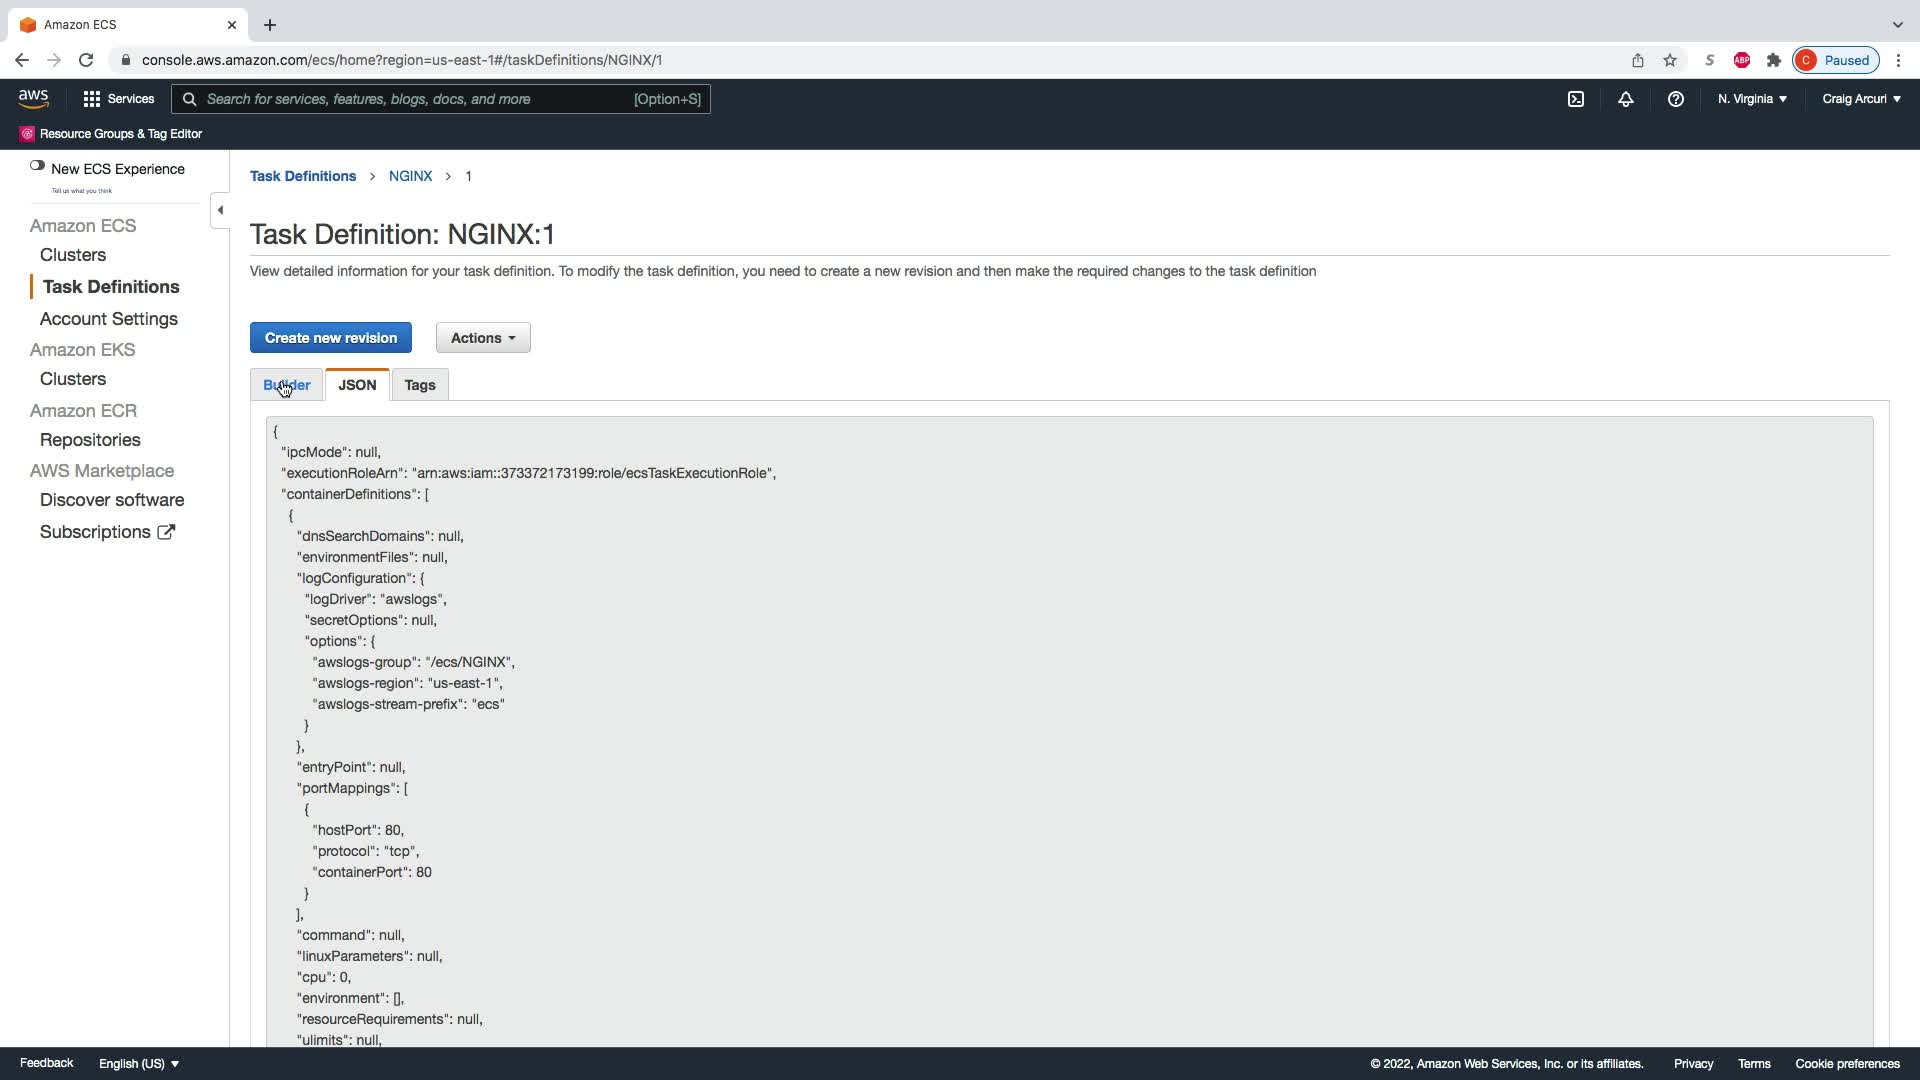 Amazon ECS
console.aws.amazon.com/ecs/home?region=us-east-1#/taskDefinitions/NGINX/1
S
ABP
C Paused
aws
Services
Search for services, features, blogs, docs, and more [Option+S]
N. Virginia
Craig Arcuri
Resource Groups & Tag Editor
New ECS Experience
Tell us what you think
Amazon ECS
Clusters
Task Definitions
Account Settings
Amazon EKS
Clusters
Amazon ECR
Repositories
AWS Marketplace
Discover software
Subscriptions
Task Definitions > NGINX > 1
Task Definition: NGINX:1
View detailed information for your task definition. To modify the task definition, you need to create a new revision and then make the required changes to the task definition
Create new revision
Actions
Builder
JSON
Tags
{
"ipcMode": null,
"executionRoleArn": "arn:aws:iam::373372173199:role/ecsTaskExecutionRole",
"containerDefinitions": [
{
"dnsSearchDomains": null,
"environmentFiles": null,
"logConfiguration": {
"logDriver": "awslogs",
"secretOptions": null,
"options": {
"awslogs-group": "/ecs/NGINX",
"awslogs-region": "us-east-1",
"awslogs-stream-prefix": "ecs"
}
},
"entryPoint": null,
"portMappings": [
{
"hostPort": 80,
"protocol": "tcp",
"containerPort": 80
}
],
"command": null,
"linuxParameters": null,
"cpu": 0,
"environment": [],
"resourceRequirements": null,
"ulimits": null,
Feedback
English (US)
© 2022, Amazon Web Services, Inc. or its affiliates.
Privacy
Terms
Cookie preferences